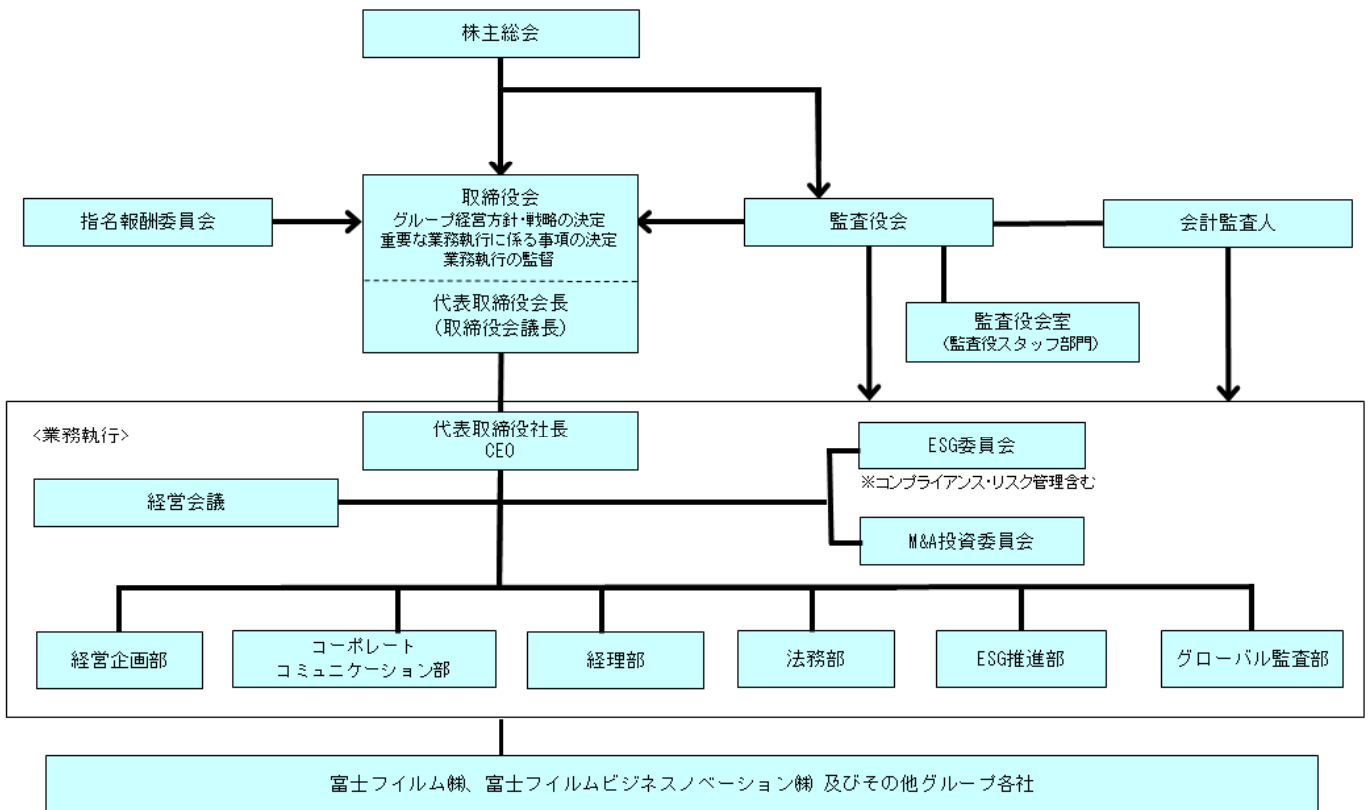 株主総会
指名報酬委員会
取締役会
グループ経営方針・戦略の決定
重要な業務執行に係る事項の決定
業務執行の監督
代表取締役会長
(取締役会議長)
監査役会
会計監査人
監査役会室
(監査役スタッフ部門)
<業務執行>
代表取締役社長
CEO
ESG委員会
※コンプライアンス・リスク管理含む
経営会議
M&A投資委員会
経営企画部
コーポレート
コミュニケーション部
経理部
法務部
ESG推進部
グローバル監査部
富士フイルム㈱、富士フイルムビジネスノベーション㈱ 及びその他グループ各社